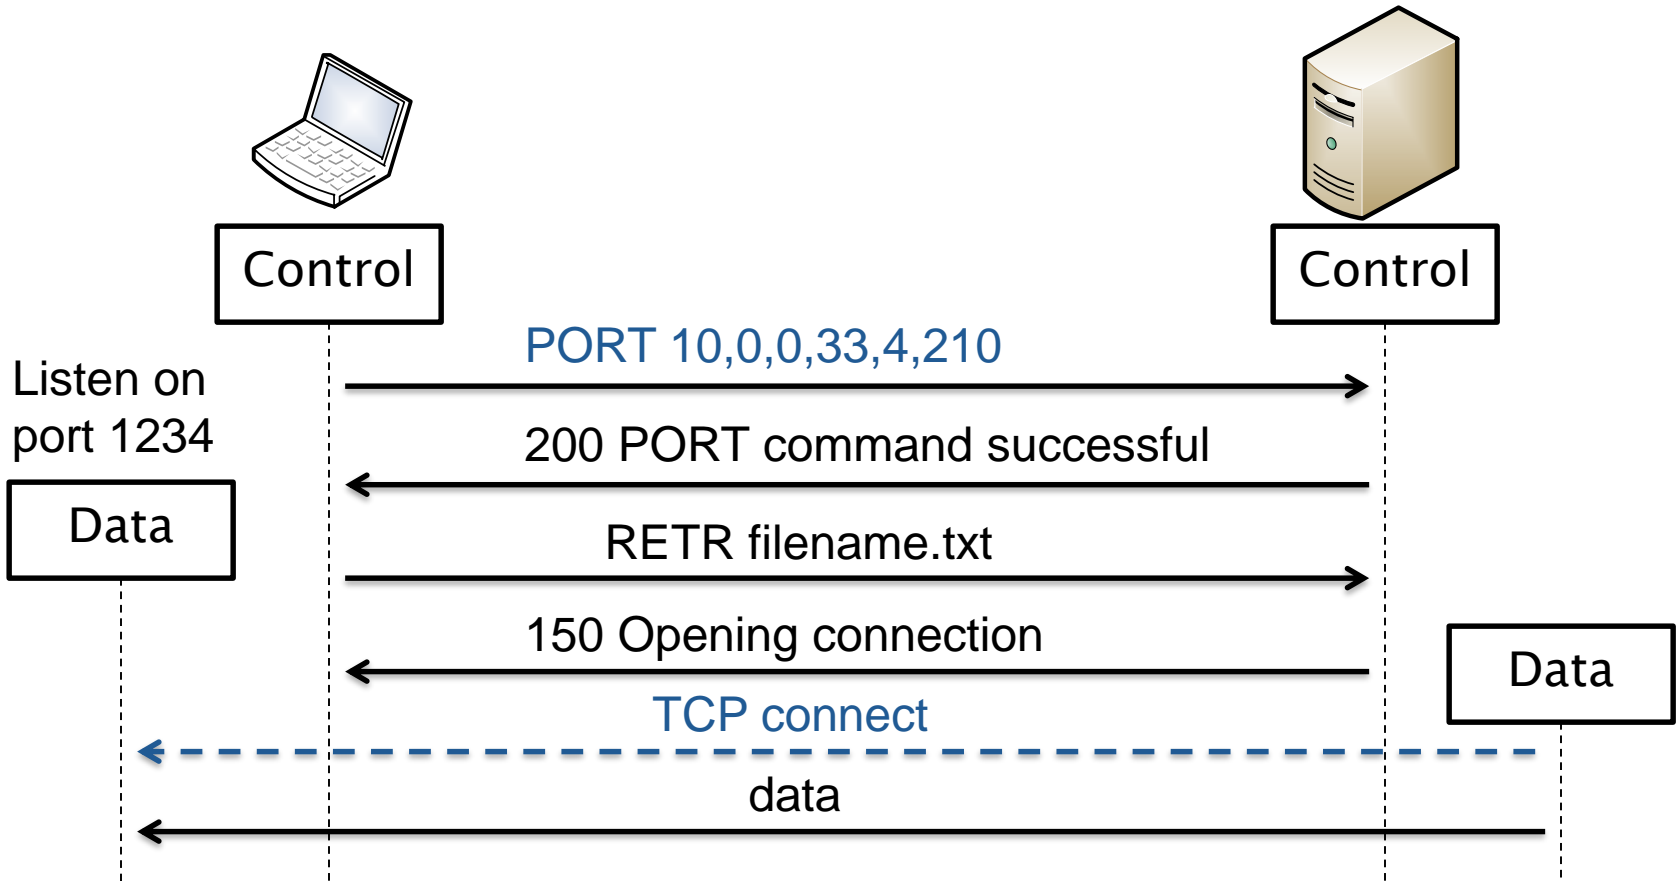 Control
Control
PORT 10,0,0,33,4,210
Listen on
port 1234
200 PORT command successful
Data
RETR filename.txt
150 Opening connection
Data
TCP connect
data